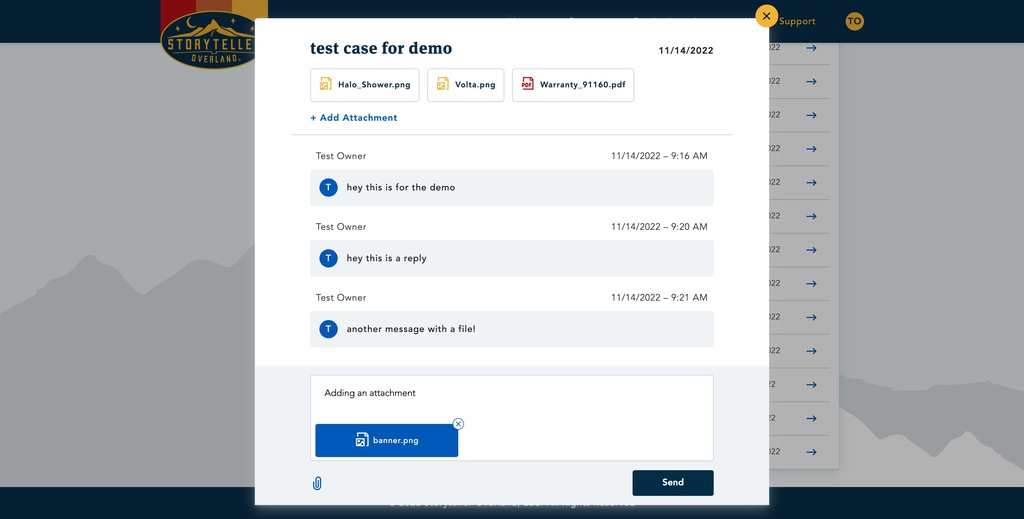 STORYTELLE
OVERLAND
Support
TO
test case for demo
11/14/2022
Halo_Shower.png
Volta.png
PDF
Warranty_91160.pdf
+ Add Attachment
Test Owner
11/14/2022 – 9:16 AM
T
hey this is for the demo
Test Owner
11/14/2022 – 9:20 AM
T
hey this is a reply
Test Owner
11/14/2022 – 9:21 AM
T
another message with a file!
Adding an attachment
banner.png
Send